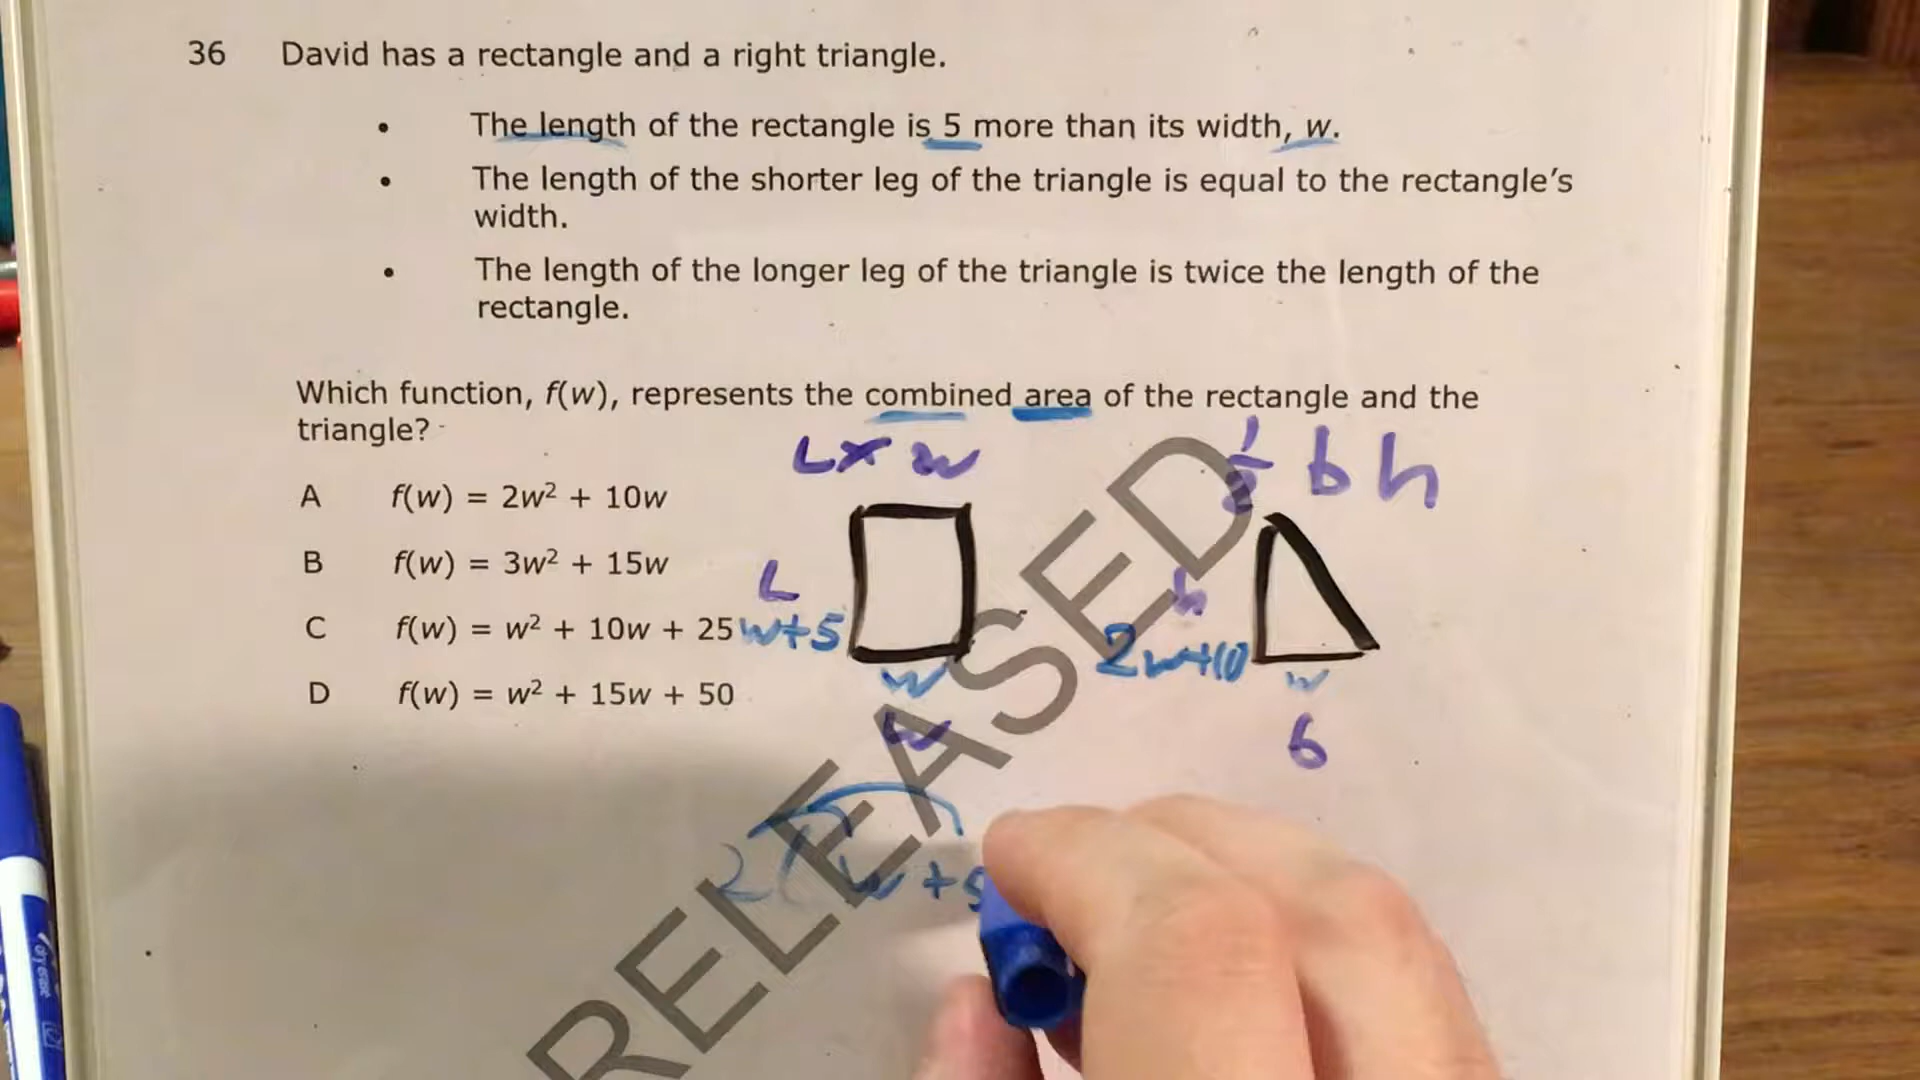 36 David has a rectangle and a right triangle.
• The length of the rectangle is 5 more than its width, w.
• The length of the shorter leg of the triangle is equal to the rectangle's
width.
• The length of the longer leg of the triangle is twice the length of the
rectangle.
Which function, f(w), represents the combined area of the rectangle and the
triangle?
L x w
1/2 b h
A f(w) = 2w² + 10w
B f(w) = 3w² + 15w
C f(w) = w² + 10w + 25
D f(w) = w² + 15w + 50
L
w+5
w
w
h
2w+10
w
b
2(w+5
RELEASED